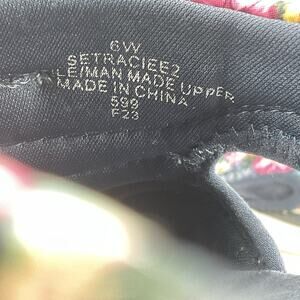 6W
SETRACIEE2
LE/MAN MADE UPPER
MADE IN CHINA
599
F23